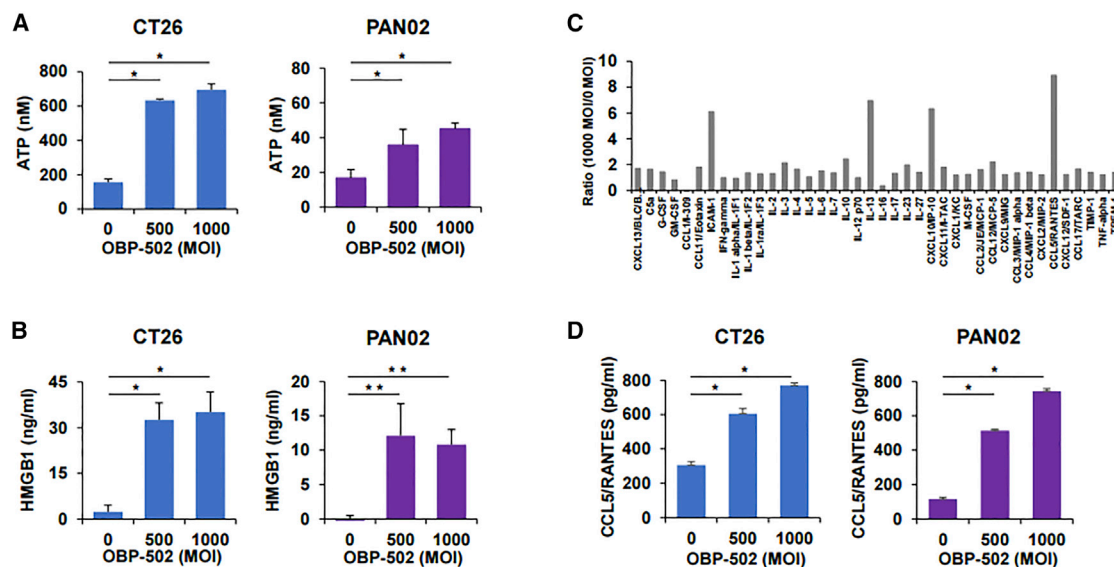 A
CT26
ATP (nM)
800
600
400
200
0
*
*
0 500 1000
OBP-502 (MOI)
PAN02
ATP (nM)
80
60
40
20
0
*
*
0 500 1000
OBP-502 (MOI)
C
Ratio (1000 MOI/0 MOI)
10
8
6
4
2
0
CXCL13/BLC/B.
C5a
G-CSF
GM-CSF
CCL1/I-309
CCL11/Eotaxin
ICAM-1
IFN-gamma
IL-1 alpha/IL-1F1
IL-1 beta/IL-1F2
IL-1ra/IL-1F3
IL-2
IL-3
IL-4
IL-5
IL-6
IL-7
IL-10
IL-12 p70
IL-13
IL-16
IL-17
IL-23
IL-27
CXCL10/IP-10
CXCL11/I-TAC
CXCL1/KC
M-CSF
CCL2/JE/MCP-1
CCL12/MCP-5
CXCL9/MIG
CCL3/MIP-1 alpha
CCL4/MIP-1 beta
CXCL2/MIP-2
CCL5/RANTES
CXCL12/SDF-1
CCL17/TARC
TIMP-1
TNF-alpha
B
CT26
HMGB1 (ng/ml)
45
30
15
0
*
*
0 500 1000
OBP-502 (MOI)
PAN02
HMGB1 (ng/ml)
20
15
10
5
0
* *
* *
0 500 1000
OBP-502 (MOI)
D
CT26
CCL5/RANTES (pg/ml)
800
600
400
200
0
*
*
0 500 1000
OBP-502 (MOI)
PAN02
CCL5/RANTES (pg/ml)
800
600
400
200
0
*
*
0 500 1000
OBP-502 (MOI)